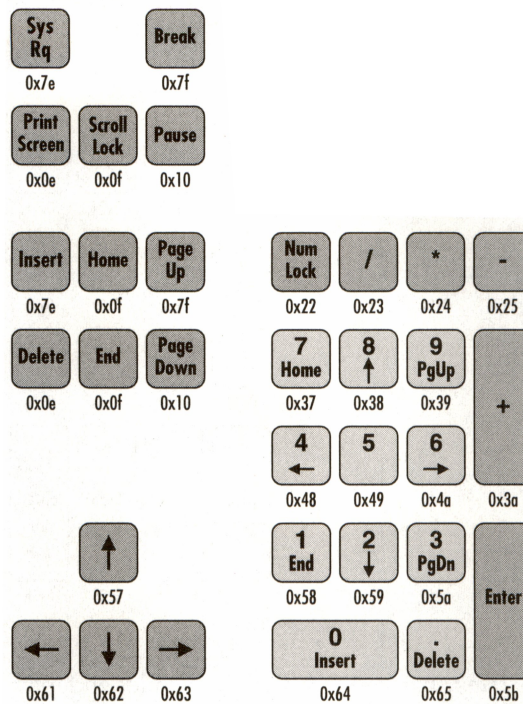 Sys Rq Break
0x7e 0x7f
Print Screen Scroll Lock Pause
0x0e 0x0f 0x10
Insert Home Page Up Num Lock / * -
0x7e 0x0f 0x7f 0x22 0x23 0x24 0x25
Delete End Page Down 7 Home 8 ↑ 9 PgUp +
0x0e 0x0f 0x10 0x37 0x38 0x39
4 ← 5 6 →
0x48 0x49 0x4a 0x3a
↑ 1 End 2 ↓ 3 PgDn Enter
0x57 0x58 0x59 0x5a
← ↓ → 0 Insert . Delete
0x61 0x62 0x63 0x64 0x65 0x5b